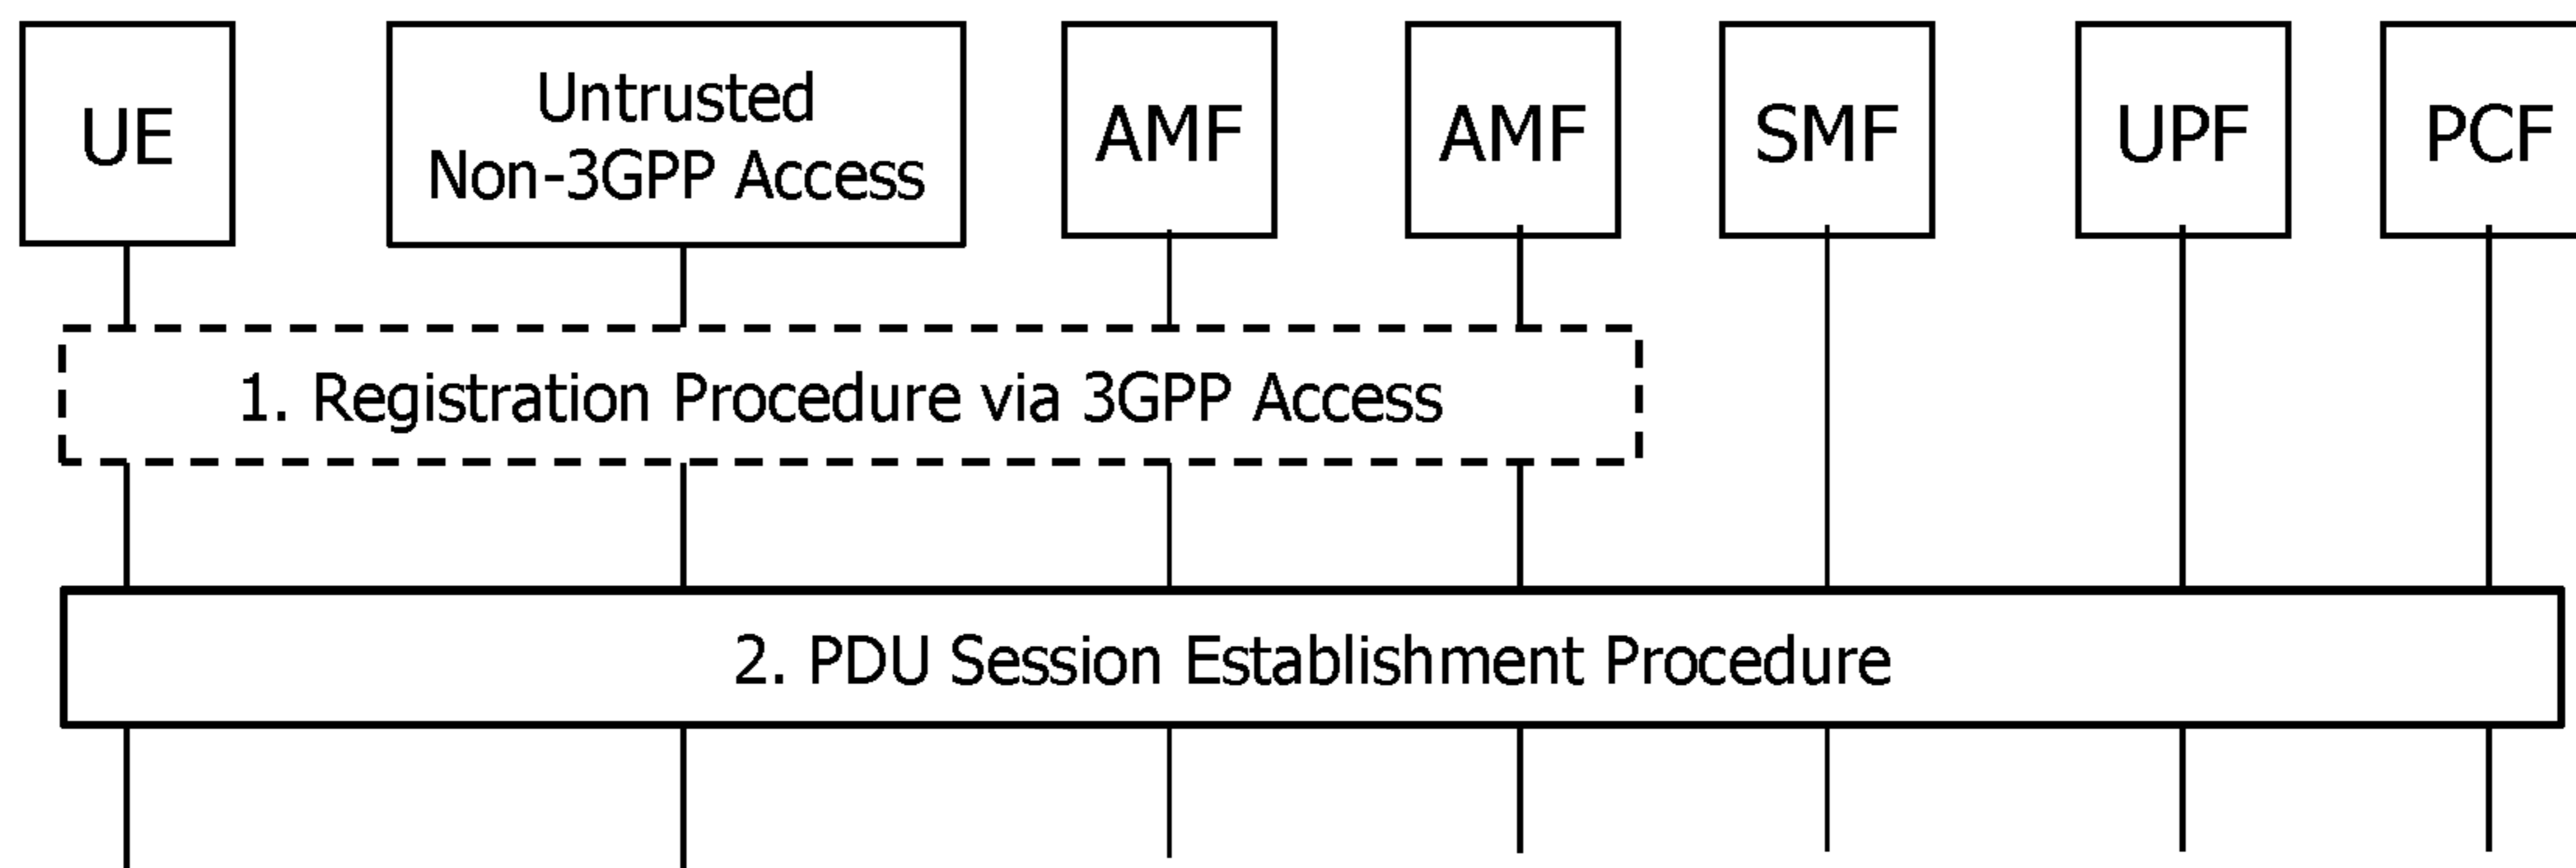 UE
Untrusted
Non-3GPP Access
AMF
AMF
SMF
UPF
PCF
1. Registration Procedure via 3GPP Access
2. PDU Session Establishment Procedure